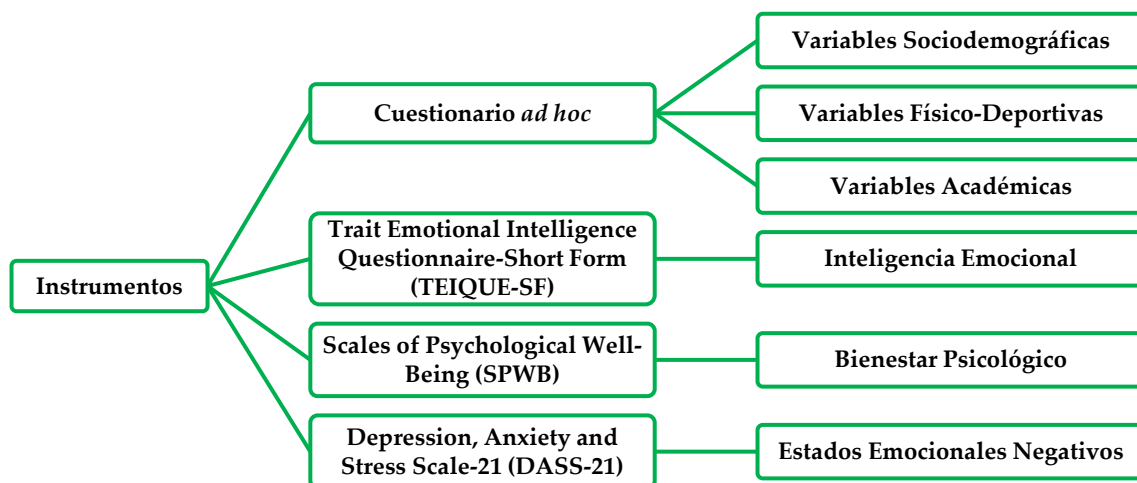 Instrumentos
Cuestionario ad hoc
Variables Sociodemográficas
Variables Físico-Deportivas
Variables Académicas
Trait Emotional Intelligence
Questionnaire-Short Form
(TEIQUE-SF)
Inteligencia Emocional
Scales of Psychological Well-
Being (SPWB)
Bienestar Psicológico
Depression, Anxiety and
Stress Scale-21 (DASS-21)
Estados Emocionales Negativos